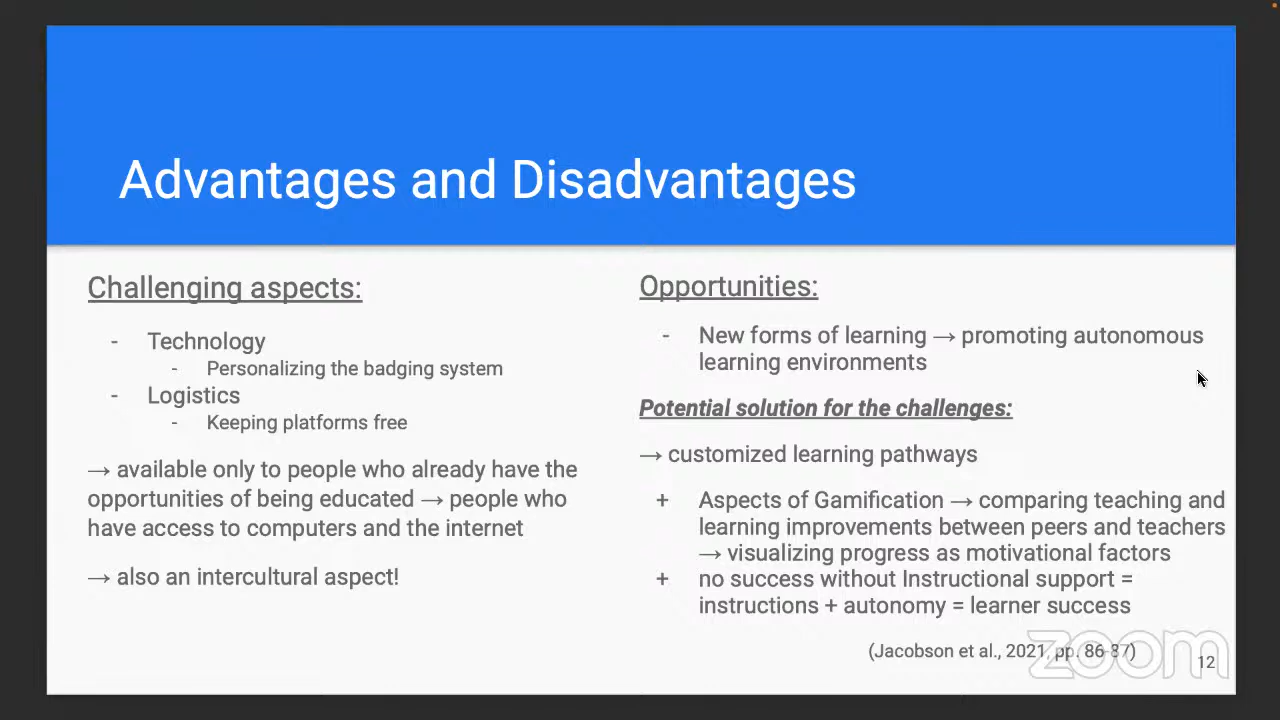 Advantages and Disadvantages
Challenging aspects:
- Technology
- Personalizing the badging system
- Logistics
- Keeping platforms free
→ available only to people who already have the
opportunities of being educated → people who
have access to computers and the internet
→ also an intercultural aspect!
Opportunities:
- New forms of learning → promoting autonomous
learning environments
Potential solution for the challenges:
→ customized learning pathways
+ Aspects of Gamification → comparing teaching and
learning improvements between peers and teachers
→ visualizing progress as motivational factors
+ no success without Instructional support =
instructions + autonomy = learner success
(Jacobson et al., 2021, pp. 86-87)
zoom
12